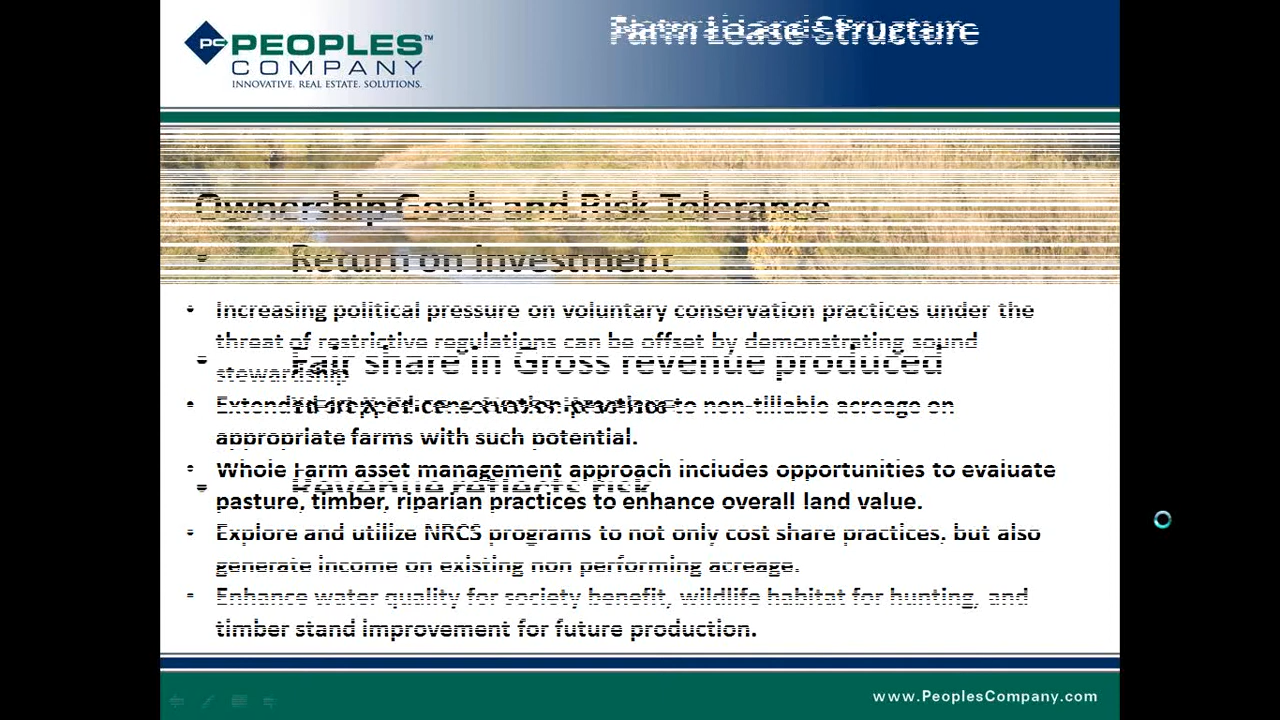 PC PEOPLES™
COMPANY
INNOVATIVE. REAL ESTATE. SOLUTIONS.
Farm Lease Structure
Ownership Goals and Risk Tolerance
• Return on Investment
• Increasing political pressure on voluntary conservation practices under the
threat of restrictive regulations can be offset by demonstrating sound
stewardship
• Fair share in Gross revenue produced
• Extend to non-tillable acreage on
appropriate farms with such potential.
• Whole Farm asset management approach includes opportunities to evaluate
• Revenue reflects risk
pasture, timber, riparian practices to enhance overall land value.
• Explore and utilize NRCS programs to not only cost share practices, but also
generate income on existing non performing acreage.
• Enhance water quality for society benefit, wildlife habitat for hunting, and
timber stand improvement for future production.
www.PeoplesCompany.com